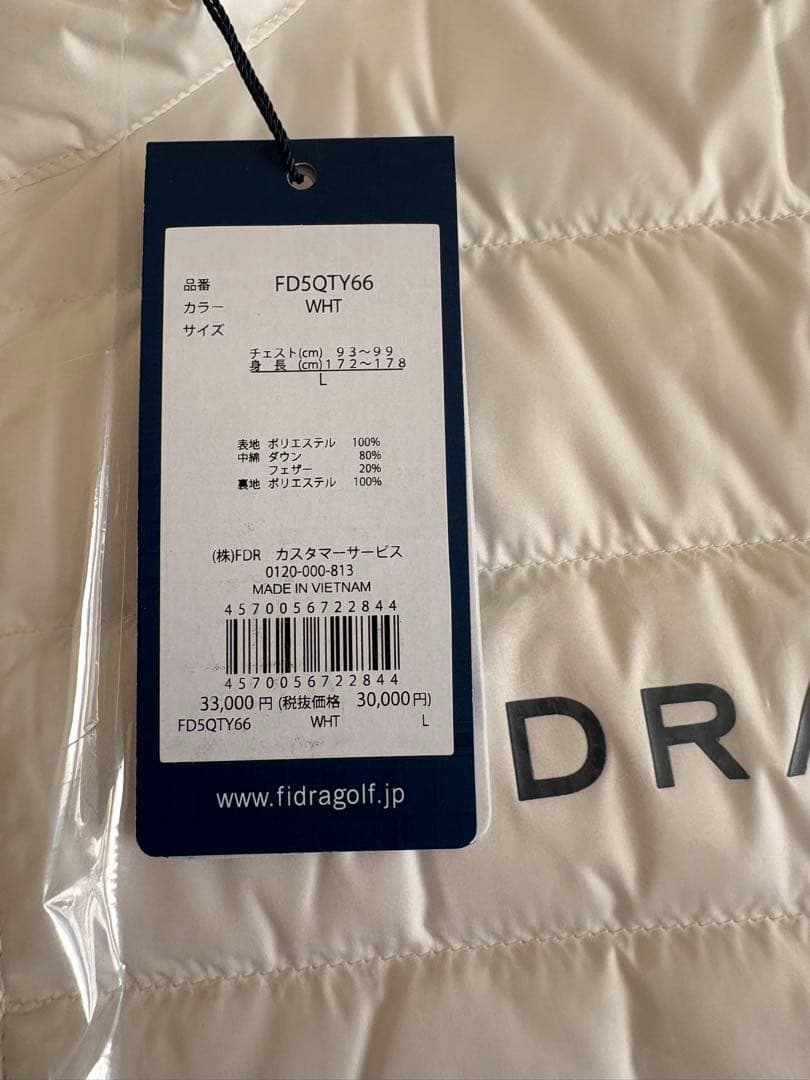 品番 FD5QTY66
カラー WHT
サイズ
チェスト(cm) 93～99
身長 (cm)172～178
L
表地 ポリエステル 100%
中綿 ダウン 80%
フェザー 20%
裏地 ポリエステル 100%
(株)FDR カスタマーサービス
0120-000-813
MADE IN VIETNAM
4570056722844
4570056722844
33,000円(税抜価格 30,000円)
FD5QTY66 WHT L
www.fidragolf.jp
DRA